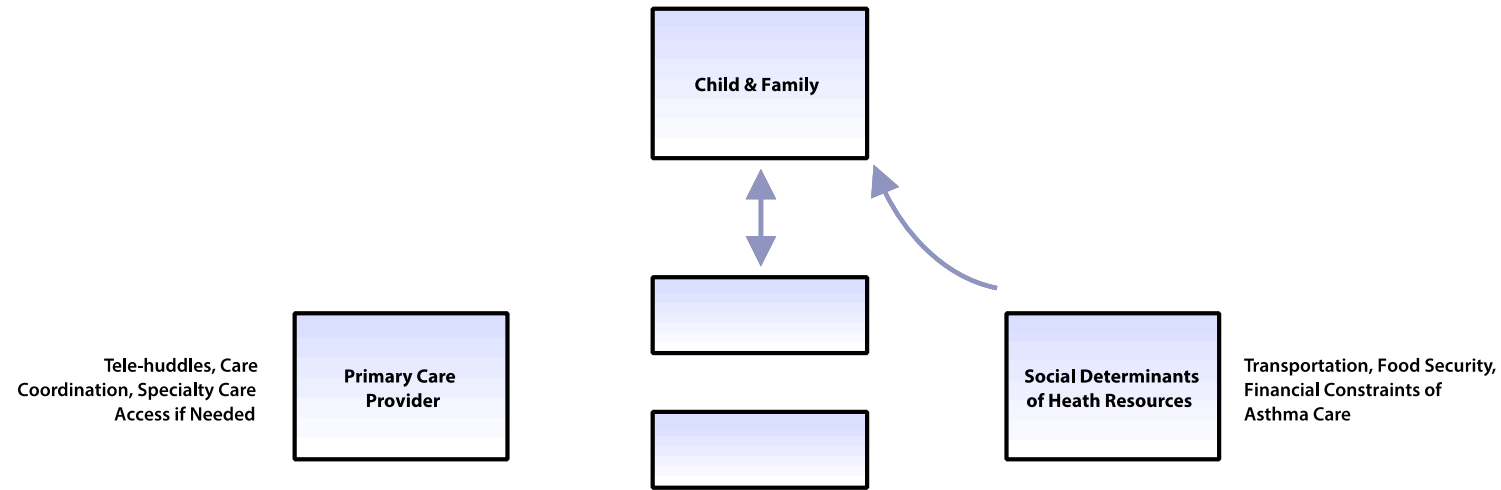 Child & Family
Tele-huddles, Care
Coordination, Specialty Care
Access if Needed
Primary Care
Provider
Social Determinants
of Heath Resources
Transportation, Food Security,
Financial Constraints of
Asthma Care